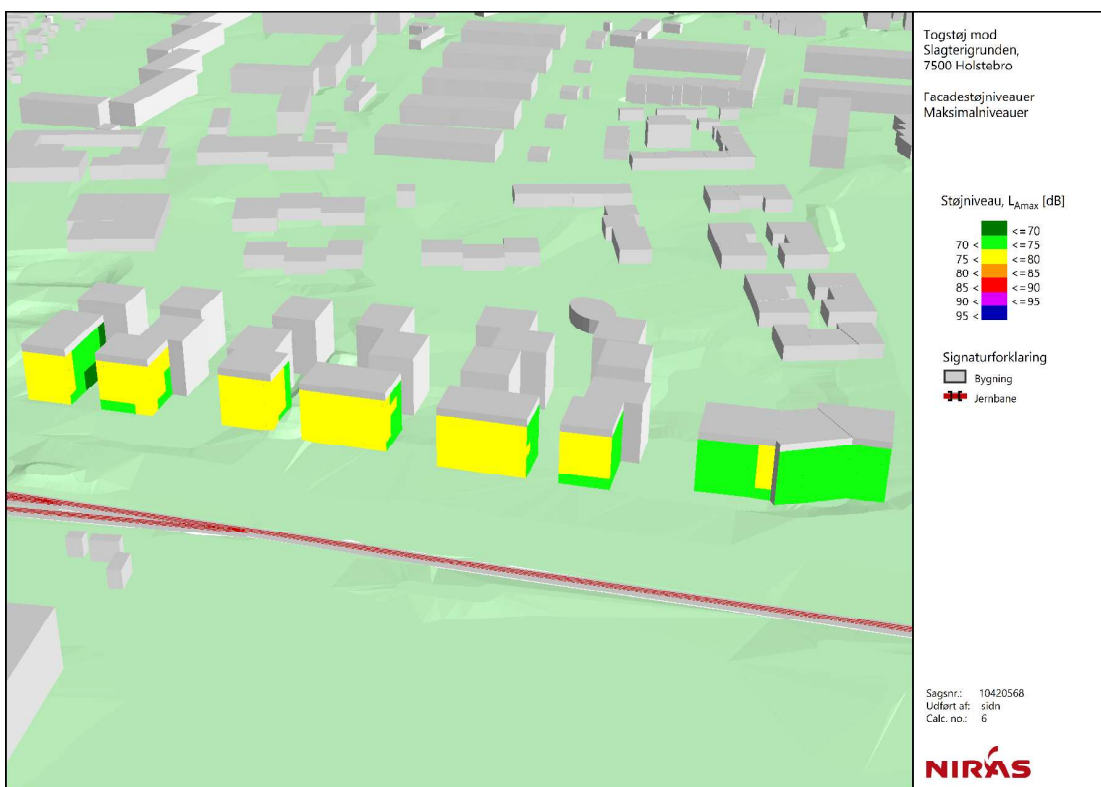 Togstøj mod
Slagterigrunden,
7500 Holstebro
Facadestøjniveauer
Maksimalniveauer
Støjniveau, LAmax [dB]
<= 70
70 < <= 75
75 < <= 80
80 < <= 85
85 < <= 90
90 < <= 95
95 <
Signaturforklaring
Bygning
Jernbane
Sagsnr.: 10420568
Udført af: sidn
Calc. no.: 6
NIRAS